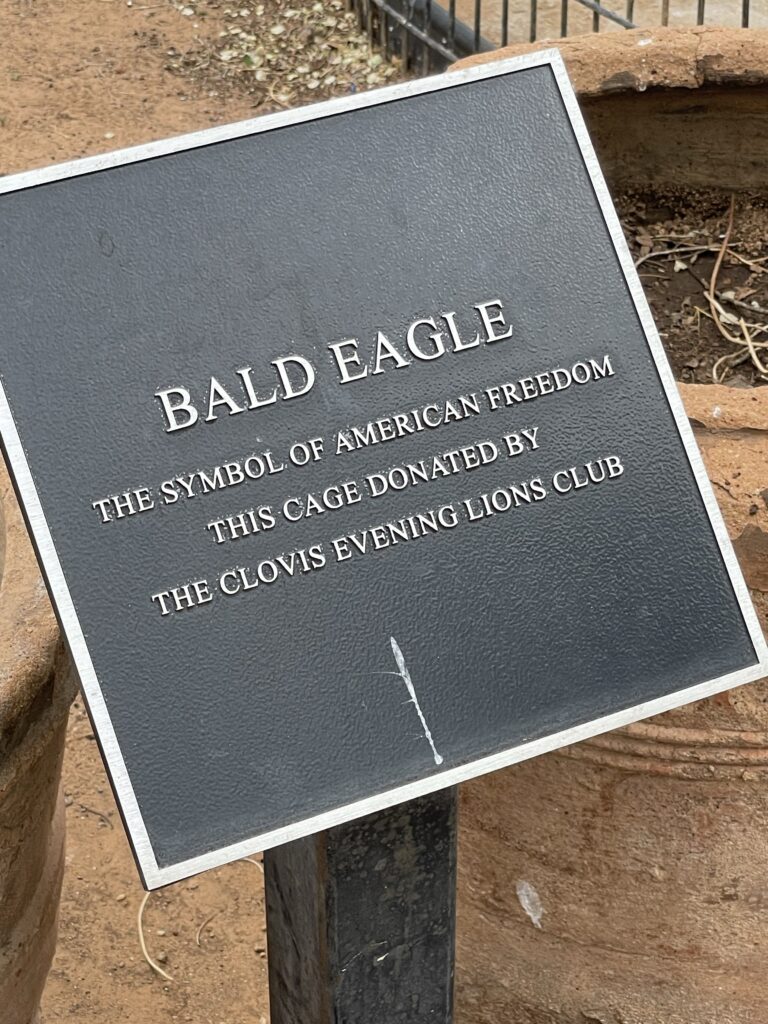 BALD EAGLE
THE SYMBOL OF AMERICAN FREEDOM
THIS CAGE DONATED BY
THE CLOVIS EVENING LIONS CLUB